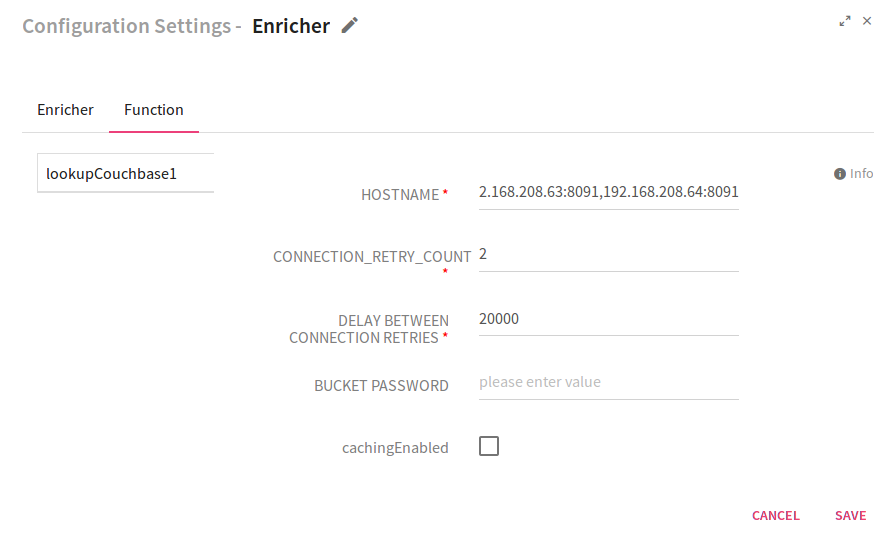 Configuration Settings - Enricher
Enricher Function
lookupCouchbase1
Info
HOSTNAME * 2.168.208.63:8091,192.168.208.64:8091
CONNECTION_RETRY_COUNT 2
*
DELAY BETWEEN 20000
CONNECTION RETRIES *
BUCKET PASSWORD please enter value
cachingEnabled
CANCEL SAVE